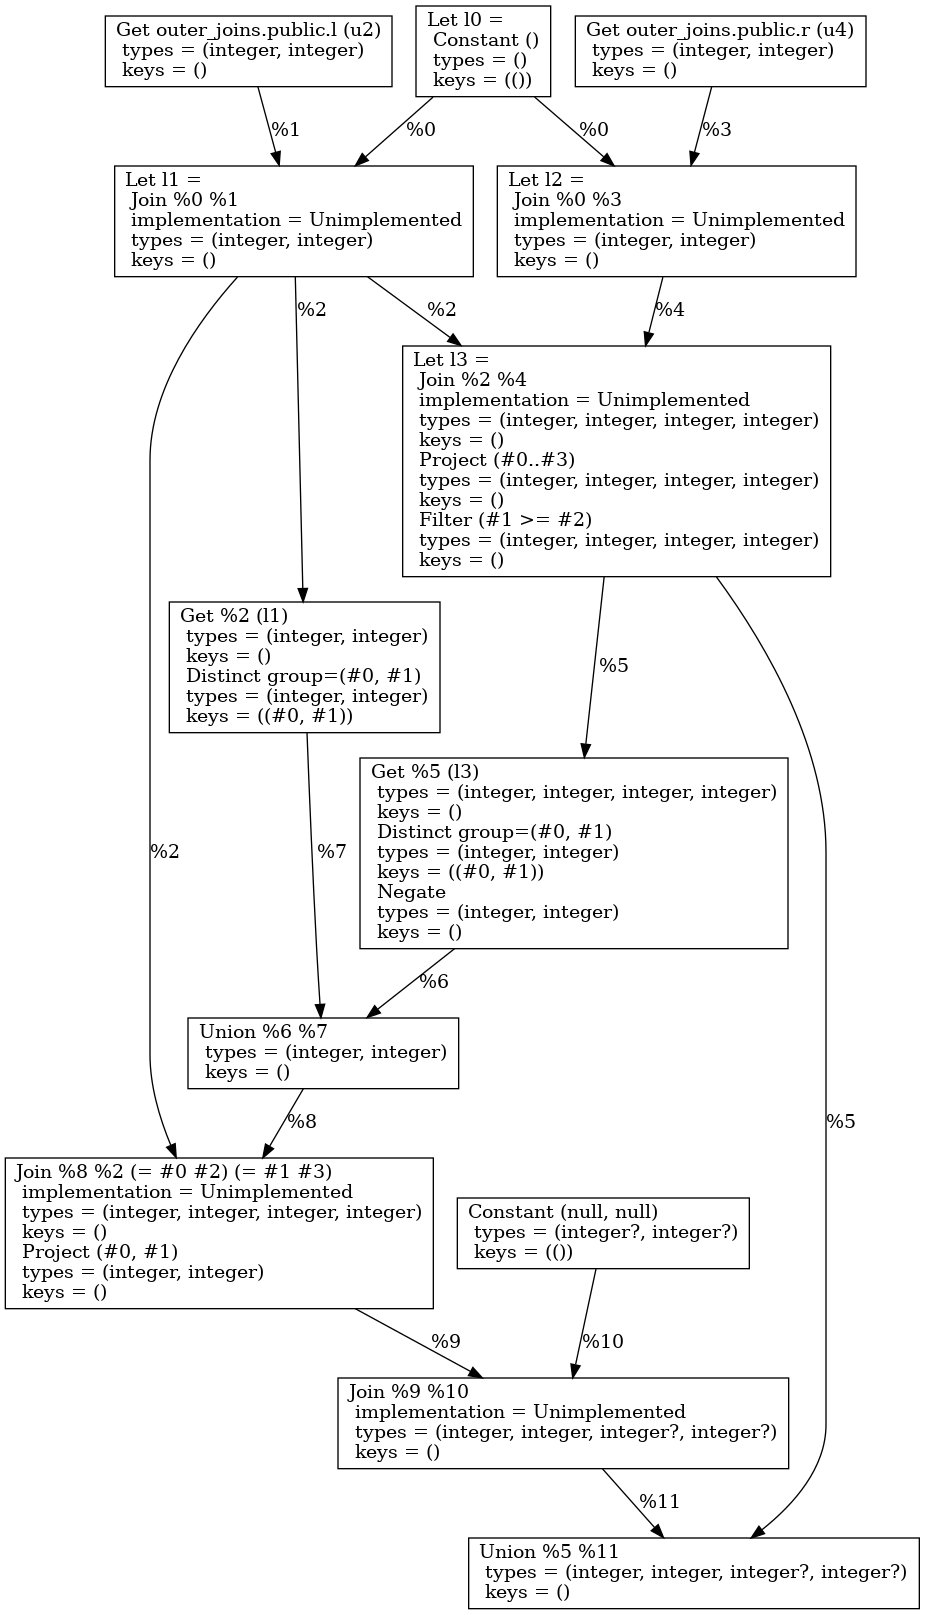 Get outer_joins.public.l (u2)
types = (integer, integer)
keys = ()
Let l0 =
Constant ()
types = ()
keys = (())
Get outer_joins.public.r (u4)
types = (integer, integer)
keys = ()
%1
%0
%0
%3
Let l1 =
Join %0 %1
implementation = Unimplemented
types = (integer, integer)
keys = ()
Let l2 =
Join %0 %3
implementation = Unimplemented
types = (integer, integer)
keys = ()
%2
%2
%4
Let l3 =
Join %2 %4
implementation = Unimplemented
types = (integer, integer, integer, integer)
keys = ()
Project (#0..#3)
types = (integer, integer, integer, integer)
keys = ()
Filter (#1 >= #2)
types = (integer, integer, integer, integer)
keys = ()
Get %2 (l1)
types = (integer, integer)
keys = ()
Distinct group=(#0, #1)
types = (integer, integer)
keys = ((#0, #1))
%5
Get %5 (l3)
types = (integer, integer, integer, integer)
keys = ()
Distinct group=(#0, #1)
types = (integer, integer)
keys = ((#0, #1))
Negate
types = (integer, integer)
keys = ()
%2
%7
%6
Union %6 %7
types = (integer, integer)
keys = ()
%8
%5
Join %8 %2 (= #0 #2) (= #1 #3)
implementation = Unimplemented
types = (integer, integer, integer, integer)
keys = ()
Project (#0, #1)
types = (integer, integer)
keys = ()
Constant (null, null)
types = (integer?, integer?)
keys = (())
%9
%10
Join %9 %10
implementation = Unimplemented
types = (integer, integer, integer?, integer?)
keys = ()
%11
Union %5 %11
types = (integer, integer, integer?, integer?)
keys = ()